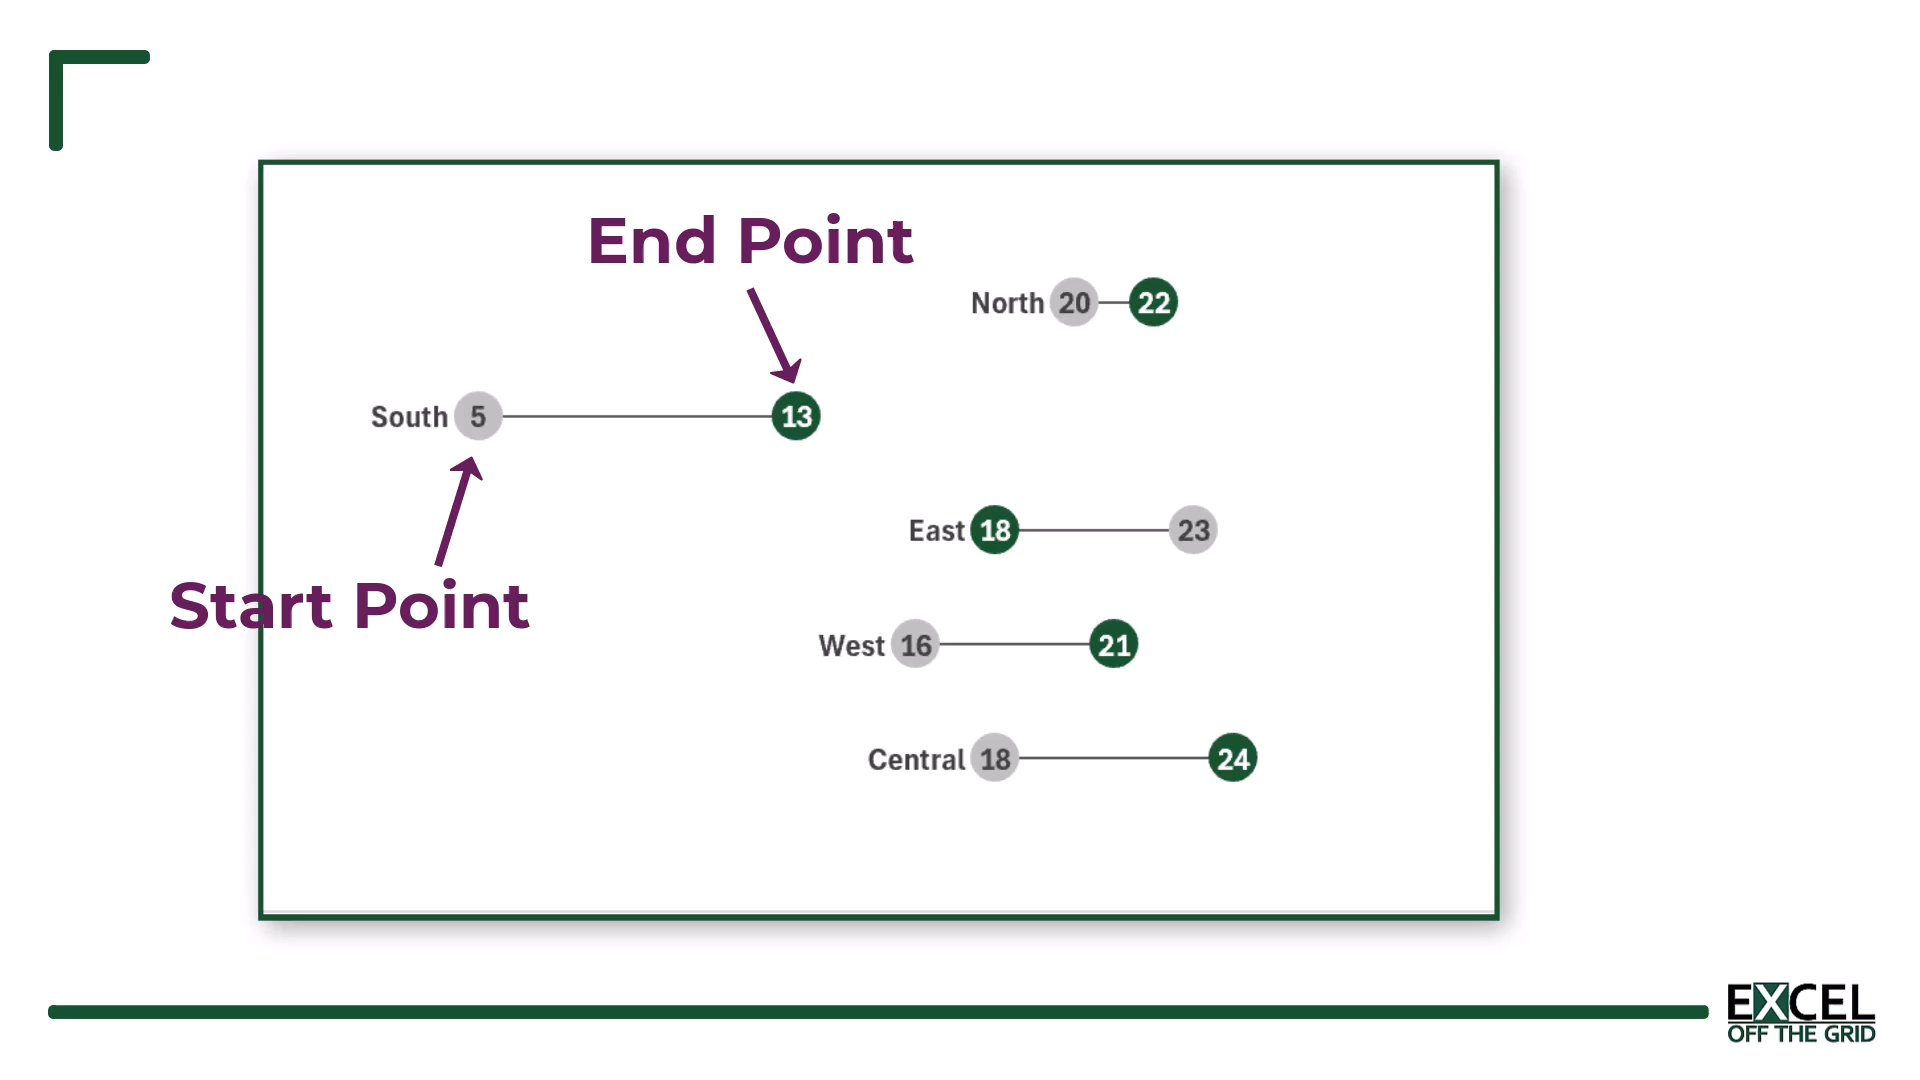 End Point
North 20 22
South 5 13
East 18 23
Start Point
West 16 21
Central 18 24
EXCEL
OFF THE GRID